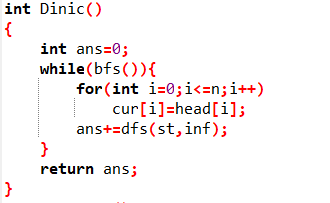 int Dinic()
{
    int ans=0;
    while(bfs()){
        for(int i=0;i<=n;i++)
            cur[i]=head[i];
        ans+=dfs(st,inf);
    }
    return ans;
}